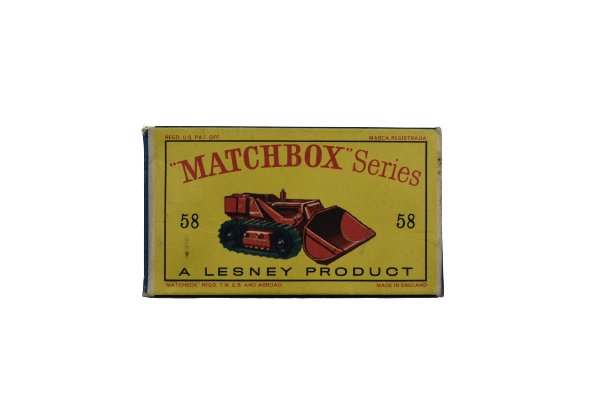 REGD. U.S. PAT. OFF. MARCA REGISTRADA
"MATCHBOX" Series
58 58
A LESNEY PRODUCT
"MATCHBOX" REGD. T.M. G.B. AND ABROAD MADE IN ENGLAND